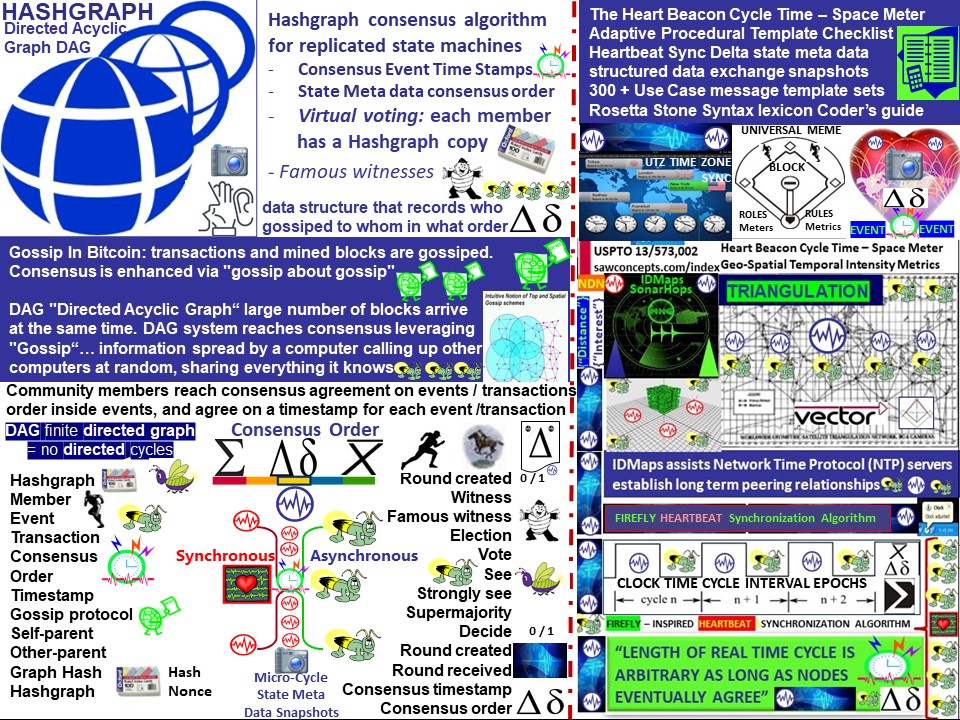 HASHGRAPH
Directed Acyclic
Graph DAG
Hashgraph consensus algorithm
for replicated state machines
- Consensus Event Time Stamps
- State Meta data consensus order
- Virtual voting: each member
has a Hashgraph copy
- Famous witnesses
data structure that records who
gossiped to whom in what order
Δ δ
Gossip In Bitcoin: transactions and mined blocks are gossiped.
Consensus is enhanced via "gossip about gossip"
DAG "Directed Acyclic Graph“ large number of blocks arrive
at the same time. DAG system reaches consensus leveraging
"Gossip“… information spread by a computer calling up other
computers at random, sharing everything it knows
Intuitive Notion of Top and Spatial
Gossip schemes
Community members reach consensus agreement on events / transactions
order inside events, and agree on a timestamp for each event /transaction
DAG finite directed graph
= no directed cycles
Consensus Order
Σ Δδ X
Hashgraph
Member
Event
Transaction
Consensus
Order
Timestamp
Gossip protocol
Self-parent
Other-parent
Graph Hash
Hashgraph
Hash
Nonce
Synchronous
Asynchronous
Micro-Cycle
State Meta
Data Snapshots
Δ
0 / 1
Round created
Witness
Famous witness
Election
Vote
See
Strongly see
Supermajority
Decide
0 / 1
Round created
Round received
Consensus timestamp
Consensus order
Δ δ
The Heart Beacon Cycle Time – Space Meter
Adaptive Procedural Template Checklist
Heartbeat Sync Delta state meta data
structured data exchange snapshots
300 + Use Case message template sets
Rosetta Stone Syntax lexicon Coder’s guide
UTZ TIME ZONE
SYNC
London
New York
Frankfurt
UNIVERSAL MEME
BLOCK
ROLES
Meters
RULES
Metrics
Δ δ
EVENT
EVENT
USPTO 13/573,002
sawconcepts.com/index
Heart Beacon Cycle Time – Space Meter
Geo-Spatial Temporal Intensity Metrics
NDN
("Distance")
("Interest")
IDMaps
SonarHops
TRIANGULATION
vector
WORLDWIDE GEOMETRIC SATELLITE TRIANGULATION NETWORK, BC-4 CAMERAS
IDMaps assists Network Time Protocol (NTP) servers
establish long term peering relationships
FIREFLY HEARTBEAT Synchronization Algorithm
X
Δδ
Σ
CLOCK TIME CYCLE INTERVAL EPOCHS
cycle n
n + 1
n + 2
FIREFLY – INSPIRED HEARTBEAT SYNCHRONIZATION ALGORITHM
“LENGTH OF REAL TIME CYCLE IS
ARBITRARY AS LONG AS NODES
EVENTUALLY AGREE”
Δ δ